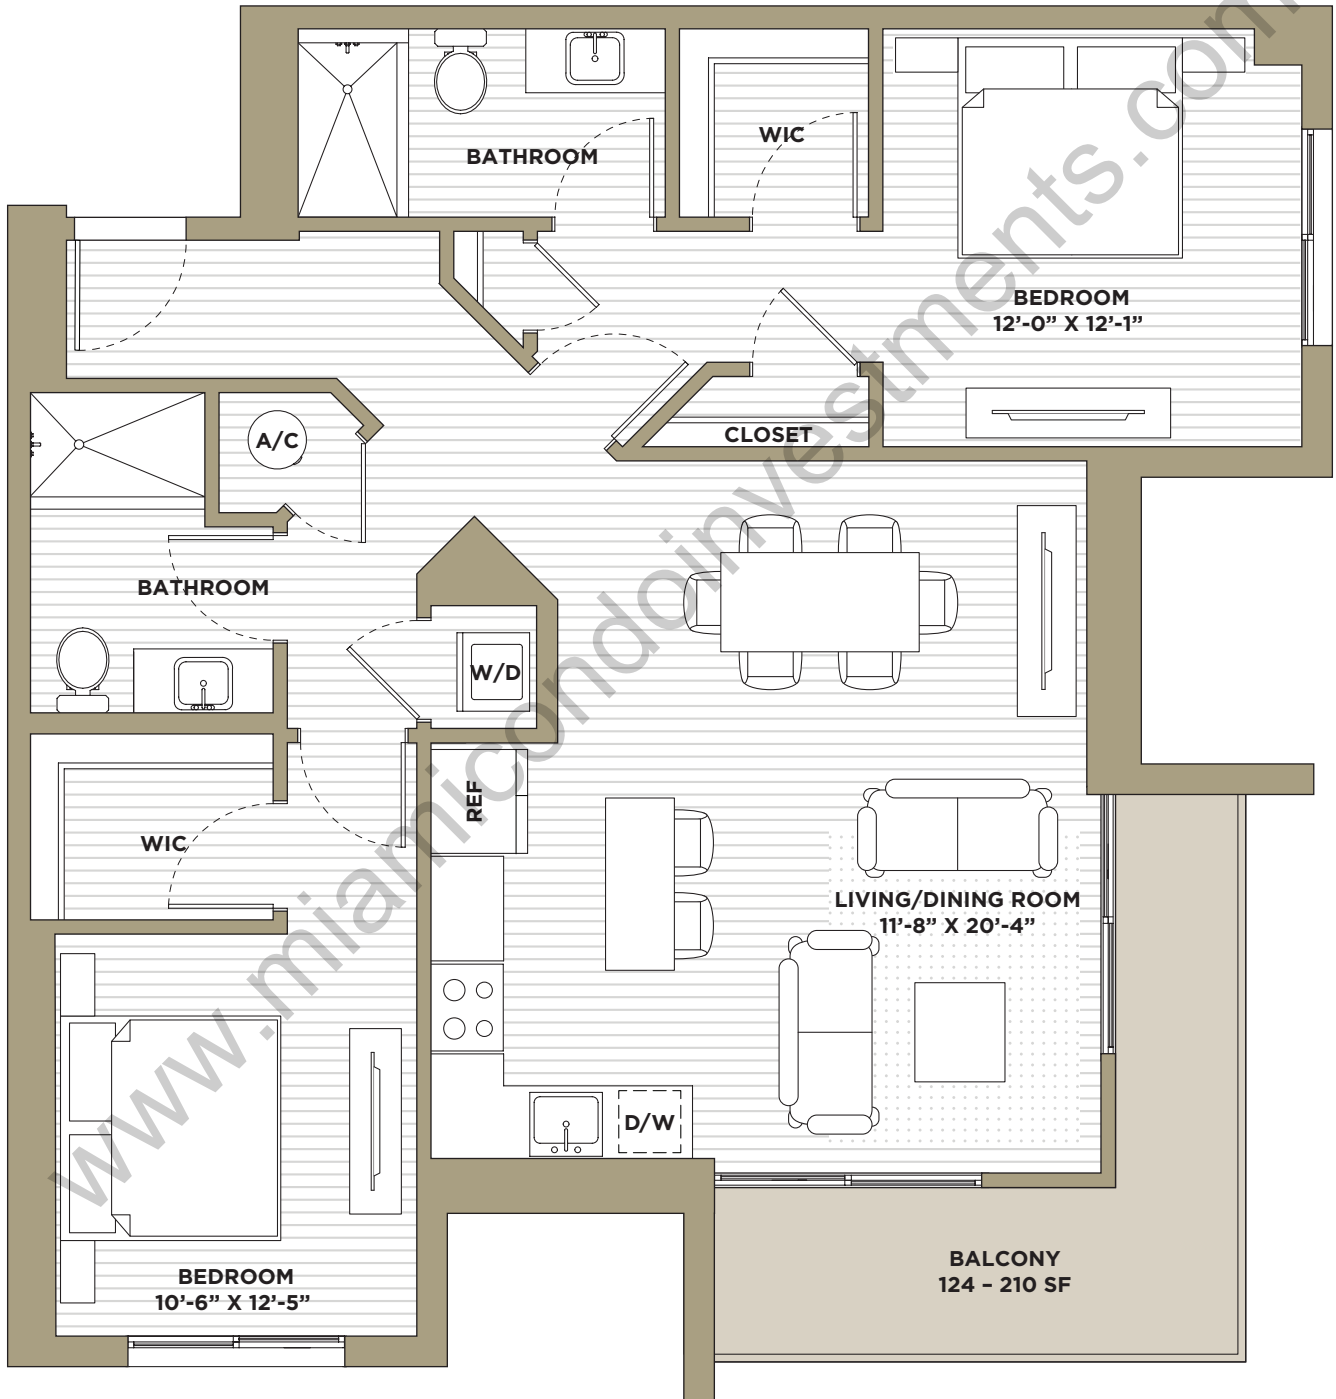 BATHROOM
WIC
BEDROOM
12’-0” X 12’-1”
CLOSET
A/C
BATHROOM
W/D
REF
WIC
LIVING/DINING ROOM
11’-8” X 20’-4”
D/W
BEDROOM
10’-6” X 12’-5”
BALCONY
124 – 210 SF
www.miamicondoinvestments.com